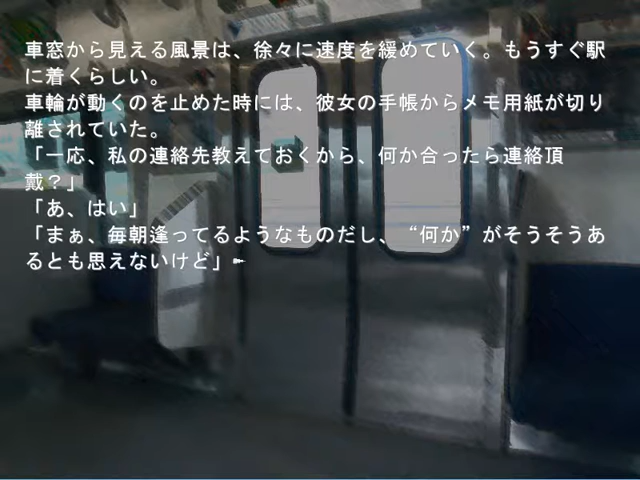 車窓から見える風景は、徐々に速度を緩めていく。もうすぐ駅
に着くらしい。
車輪が動くのを止めた時には、彼女の手帳からメモ用紙が切り
離されていた。
「一応、私の連絡先教えておくから、何か合ったら連絡頂
戴？」
「あ、はい」
「まぁ、毎朝逢ってるようなものだし、“何か”がそうそうあ
るとも思えないけど」